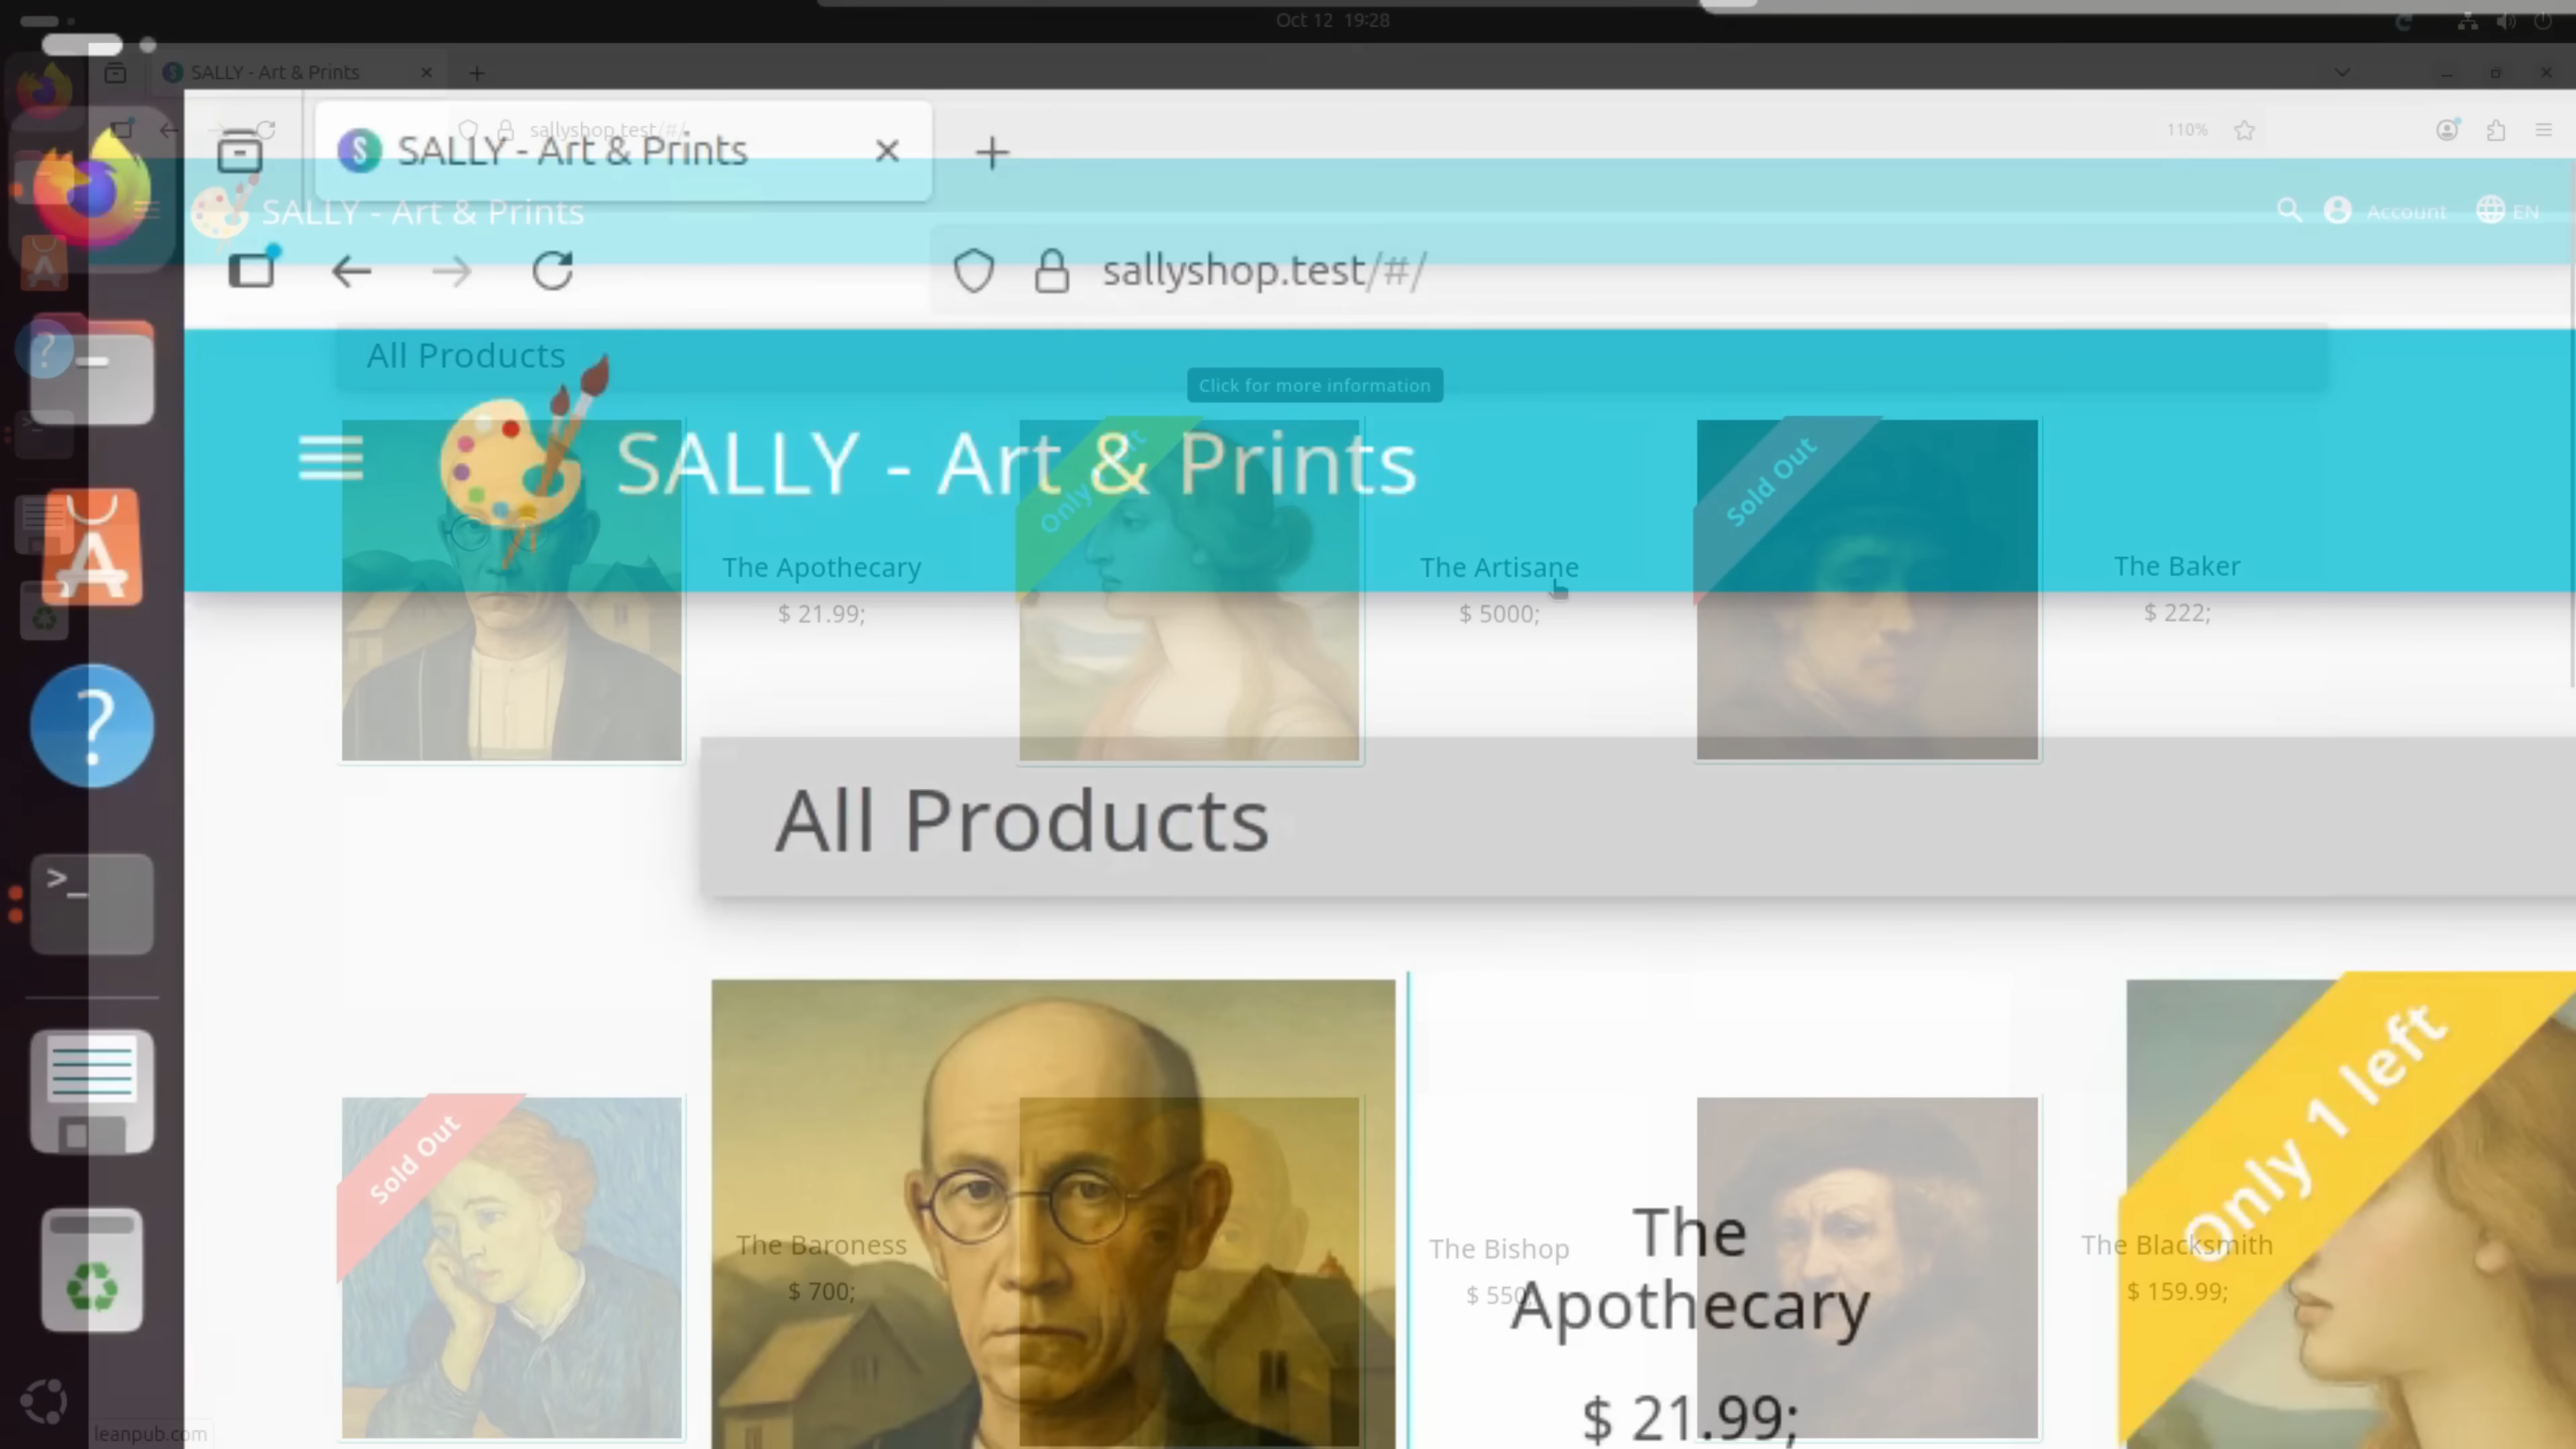 Oct 12 19:28
SALLY - Art & Prints
SALLY - Art & Prints
sallyshop.test/#/
110%
SALLY - Art & Prints
Account
EN
sallyshop.test/#/
All Products
Click for more information
SALLY - Art & Prints
Only
Sold Out
The Apothecary
$ 21.99;
The Artisane
$ 5000;
The Baker
$ 222;
All Products
Only 1 left
Sold Out
The Baroness
$ 700;
The Bishop
$ 550
The Blacksmith
$ 159.99;
The
Apothecary
$ 21.99;
leanpub.com